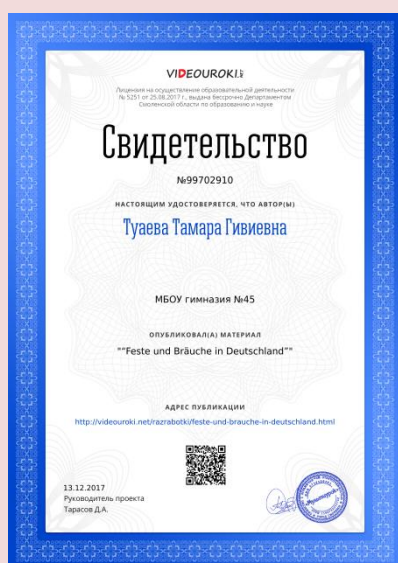 VIDEOUROKI
Лицензия на осуществление образовательной деятельности
№ 5251 от 25.08.2017 г., выдана бессрочно Департаментом
Смоленской области по образованию и науке
Свидетельство
№99702910
НАСТОЯЩИМ УДОСТОВЕРЯЕТСЯ, ЧТО АВТОР(Ы)
Туаева Тамара Гивиевна
МБОУ гимназия №45
ОПУБЛИКОВАЛ(А) МАТЕРИАЛ
""Feste und Bräuche in Deutschland""
АДРЕС ПУБЛИКАЦИИ
http://videouroki.net/razrabotki/feste-und-brauche-in-deutschland.html
13.12.2017
Руководитель проекта
Тарасов Д.А.